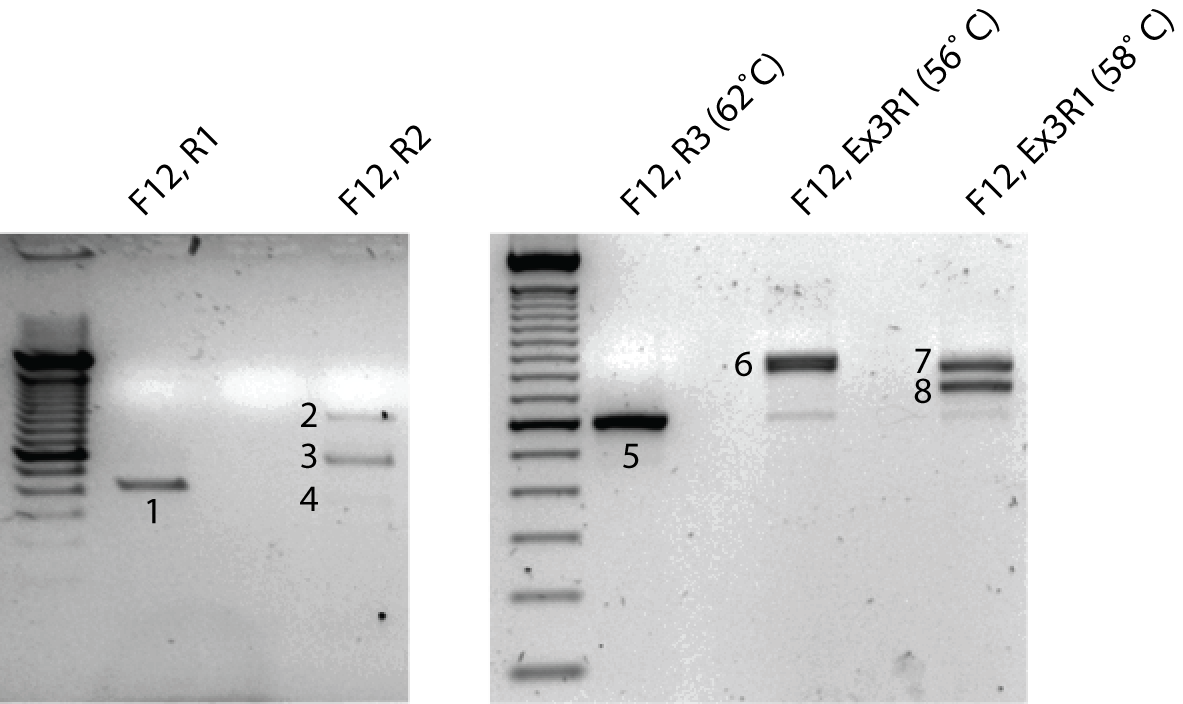 F12, R1
F12, R2
F12, R3 (62°C)
F12, Ex3R1 (56° C)
F12, Ex3R1 (58° C)
1
2
3
4
5
6
7
8